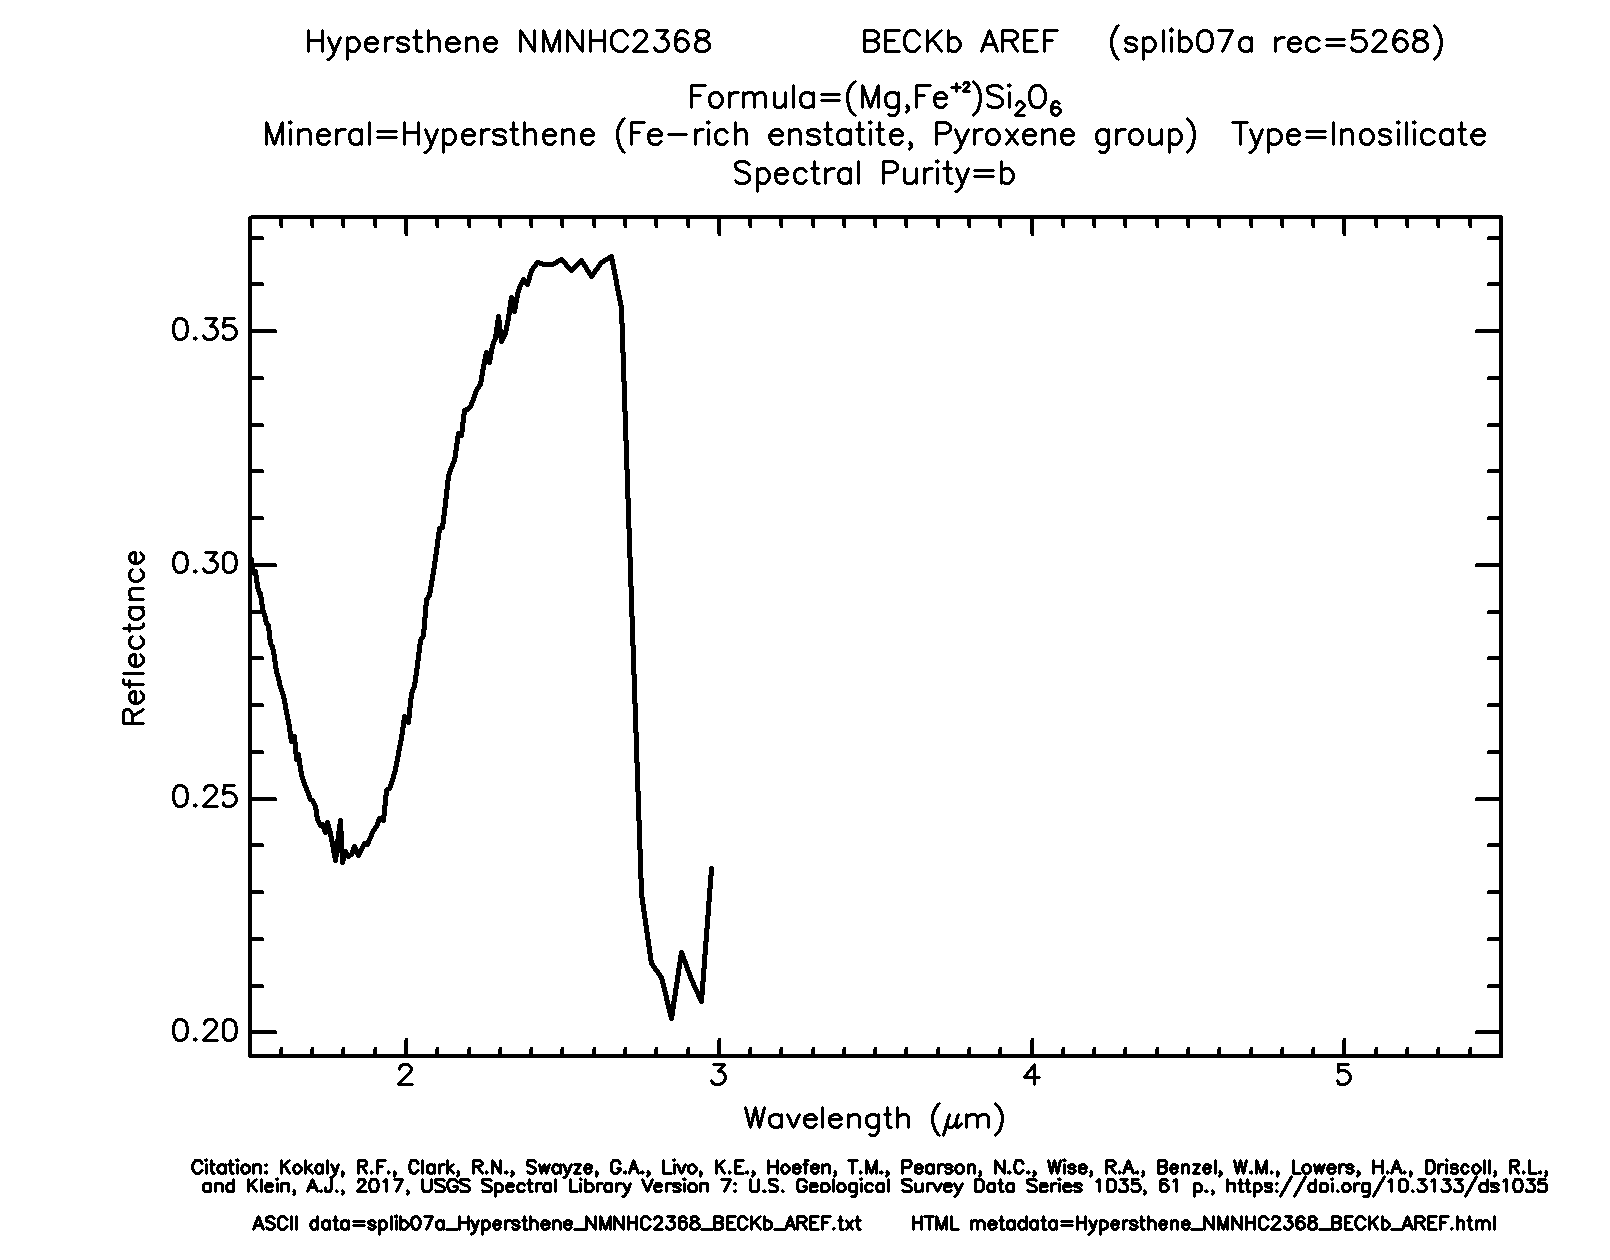 Hypersthene NMNHC2368 BECKb AREF (splib07a rec=5268)
Formula=(Mg,Fe⁺²)Si₂O₆
Mineral=Hypersthene (Fe-rich enstatite, Pyroxene group) Type=Inosilicate
Spectral Purity=b
0.35
0.30
0.25
0.20
Reflectance
2 3 4 5
Wavelength (μm)
Citation: Kokaly, R.F., Clark, R.N., Swayze, G.A., Livo, K.E., Hoefen, T.M., Pearson, N.C., Wise, R.A., Benzel, W.M., Lowers, H.A., Driscoll, R.L.,
and Klein, A.J., 2017, USGS Spectral Library Version 7: U.S. Geological Survey Data Series 1035, 61 p., https://doi.org/10.3133/ds1035
ASCII data=splib07a_Hypersthene_NMNHC2368_BECKb_AREF.txt HTML metadata=Hypersthene_NMNHC2368_BECKb_AREF.html